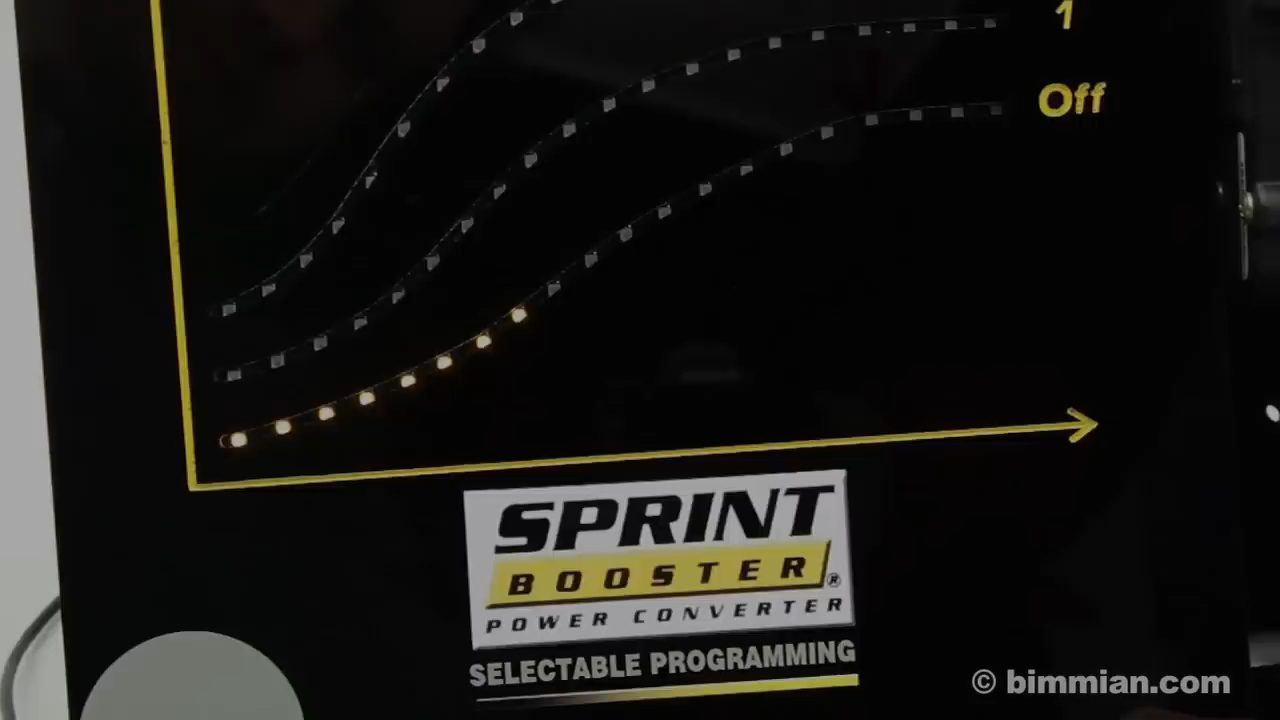 1
Off
SPRINT
BOOSTER®
POWER CONVERTER
SELECTABLE PROGRAMMING
© bimmian.com